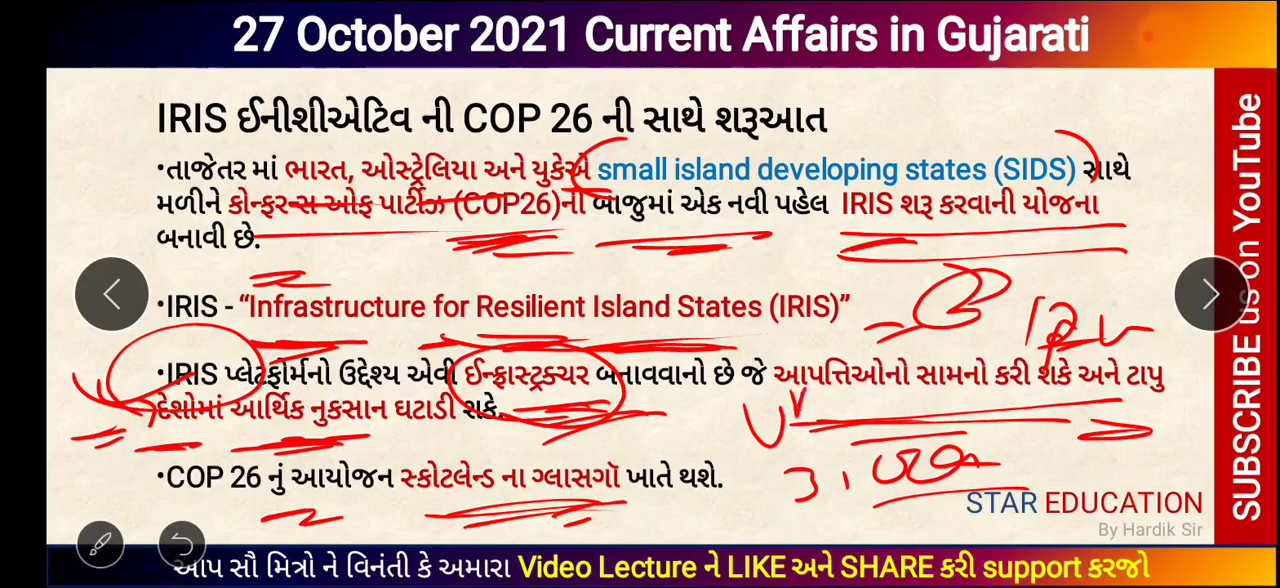 27 October 2021 Current Affairs in Gujarati
IRIS ઈનીશીએટિવ ની COP 26 ની સાથે શરૂઆત
•તાજેતર માં ભારત, ઓસ્ટ્રેલિયા અને યુકેએ small island developing states (SIDS) સાથે
મળીને કોન્ફરન્સ ઓફ પાર્ટીઝ (COP26)ની બાજુમાં એક નવી પહેલ IRIS શરૂ કરવાની યોજના
બનાવી છે.
•IRIS - “Infrastructure for Resilient Island States (IRIS)”
•IRIS પ્લેટફોર્મનો ઉદ્દેશ્ય એવી ઈન્ફ્રાસ્ટ્રક્ચર બનાવવાનો છે જે આપત્તિઓનો સામનો કરી શકે અને ટાપુ
દેશોમાં આર્થિક નુકસાન ઘટાડી શકે.
•COP 26 નું આયોજન સ્કોટલેન્ડ ના ગ્લાસગૉ ખાતે થશે.
STAR EDUCATION
By Hardik Sir
SUBSCRIBE us on YouTube
આપ સૌ મિત્રો ને વિનંતી કે અમારા Video Lecture ને LIKE અને SHARE કરી support કરજો